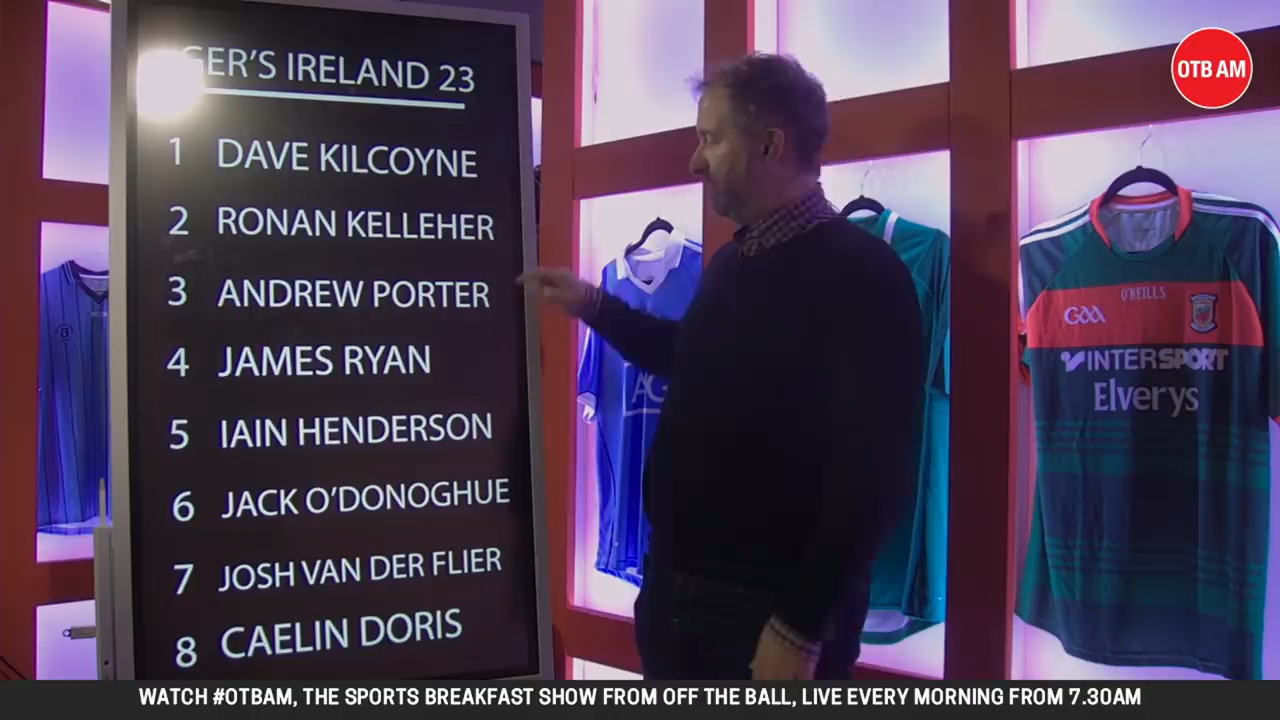 OTB AM
GER'S IRELAND 23
1 DAVE KILCOYNE
2 RONAN KELLEHER
3 ANDREW PORTER
4 JAMES RYAN
5 IAIN HENDERSON
6 JACK O'DONOGHUE
7 JOSH VAN DER FLIER
8 CAELIN DORIS
O'NEILLS
GAA
INTERSPORT
Elverys
WATCH #OTBAM, THE SPORTS BREAKFAST SHOW FROM OFF THE BALL, LIVE EVERY MORNING FROM 7.30AM